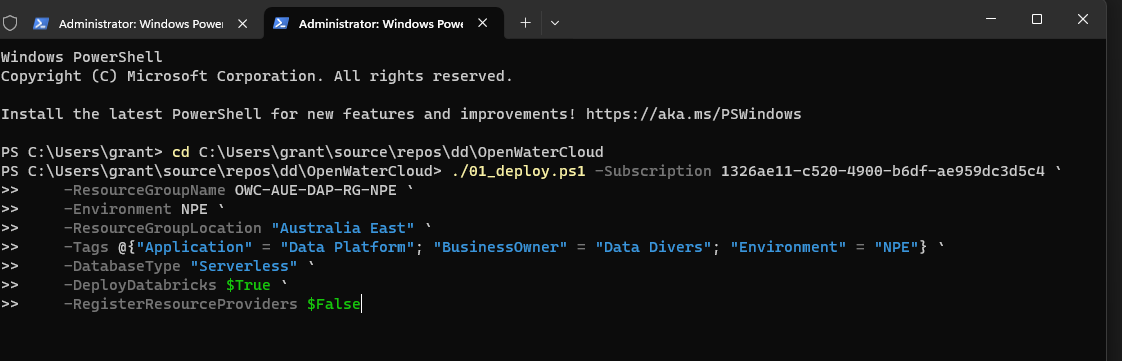 Administrator: Windows Power
Administrator: Windows Powe
Windows PowerShell
Copyright (C) Microsoft Corporation. All rights reserved.
Install the latest PowerShell for new features and improvements! https://aka.ms/PSWindows
PS C:\Users\grant> cd C:\Users\grant\source\repos\dd\OpenWaterCloud
PS C:\Users\grant\source\repos\dd\OpenWaterCloud> ./01_deploy.ps1 -Subscription 1326ae11-c520-4900-b6df-ae959dc3d5c4 `
>>     -ResourceGroupName OWC-AUE-DAP-RG-NPE `
>>     -Environment NPE `
>>     -ResourceGroupLocation "Australia East" `
>>     -Tags @{"Application" = "Data Platform"; "BusinessOwner" = "Data Divers"; "Environment" = "NPE"} `
>>     -DatabaseType "Serverless" `
>>     -DeployDatabricks $True `
>>     -RegisterResourceProviders $False